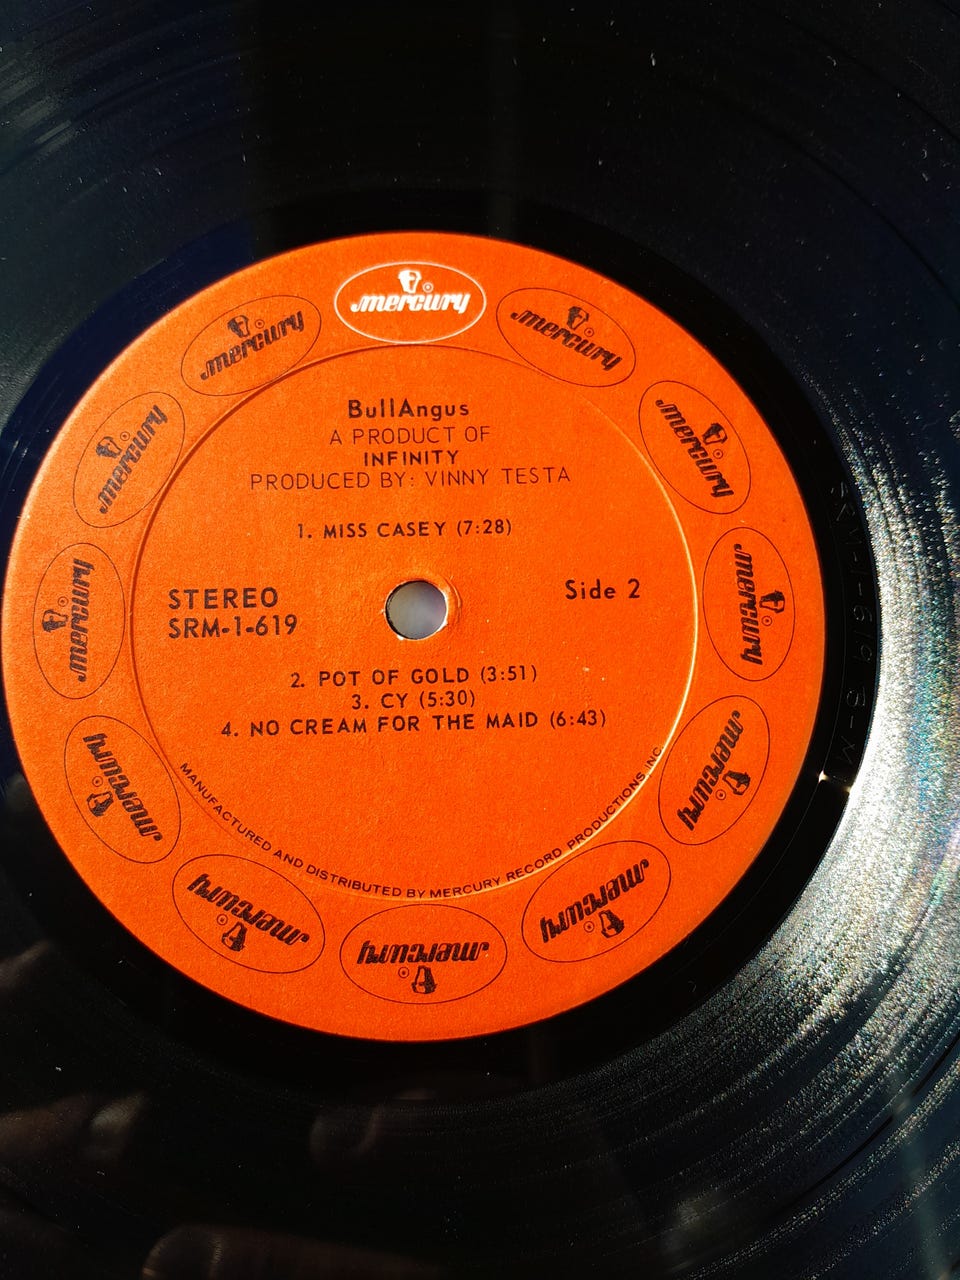 mercury
mercury
mercury
mercury
mercury
mercury
mercury
mercury
mercury
mercury
mercury
mercury
BullAngus
A PRODUCT OF
INFINITY
PRODUCED BY: VINNY TESTA
1. MISS CASEY (7:28)
STEREO
SRM-1-619
Side 2
2. POT OF GOLD (3:51)
3. CY (5:30)
4. NO CREAM FOR THE MAID (6:43)
MANUFACTURED AND DISTRIBUTED BY MERCURY RECORD PRODUCTIONS, INC.